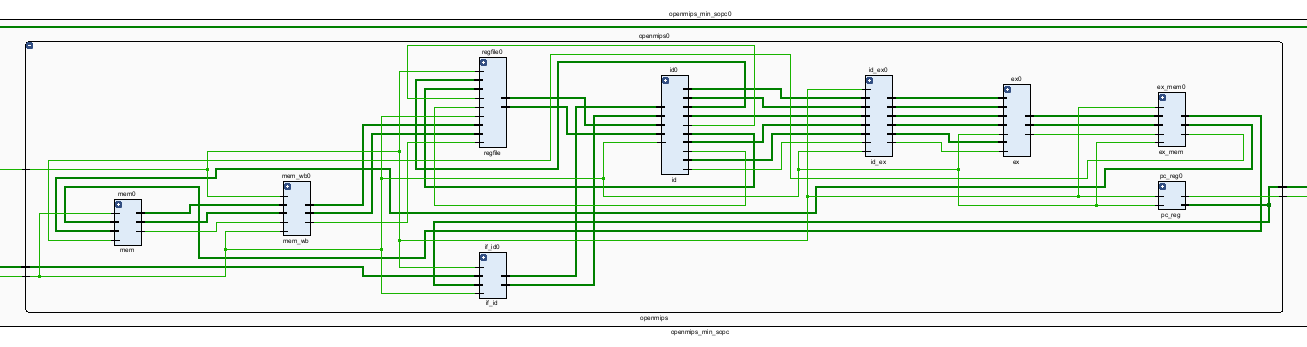 openmips_min_sopc0
openmips0
regfile0
regfile
id0
id
id_ex0
id_ex
ex0
ex
ex_mem0
ex_mem
pc_reg0
pc_reg
mem0
mem
mem_wb0
mem_wb
if_id0
if_id
openmips
openmips_min_sopc